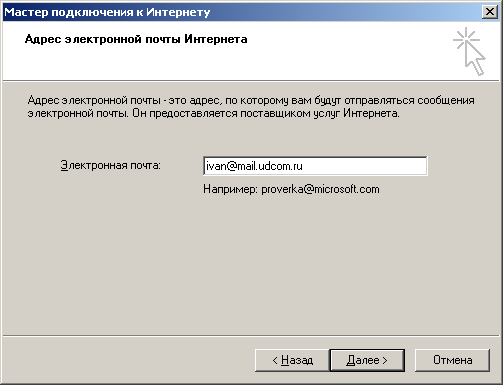 Мастер подключения к Интернету
Адрес электронной почты Интернета
Адрес электронной почты - это адрес, по которому вам будут отправляться сообщения
электронной почты. Он предоставляется поставщиком услуг Интернета.
Электронная почта: ivan@mail.udcom.ru
Например: proverka@microsoft.com
< Назад Далее > Отмена